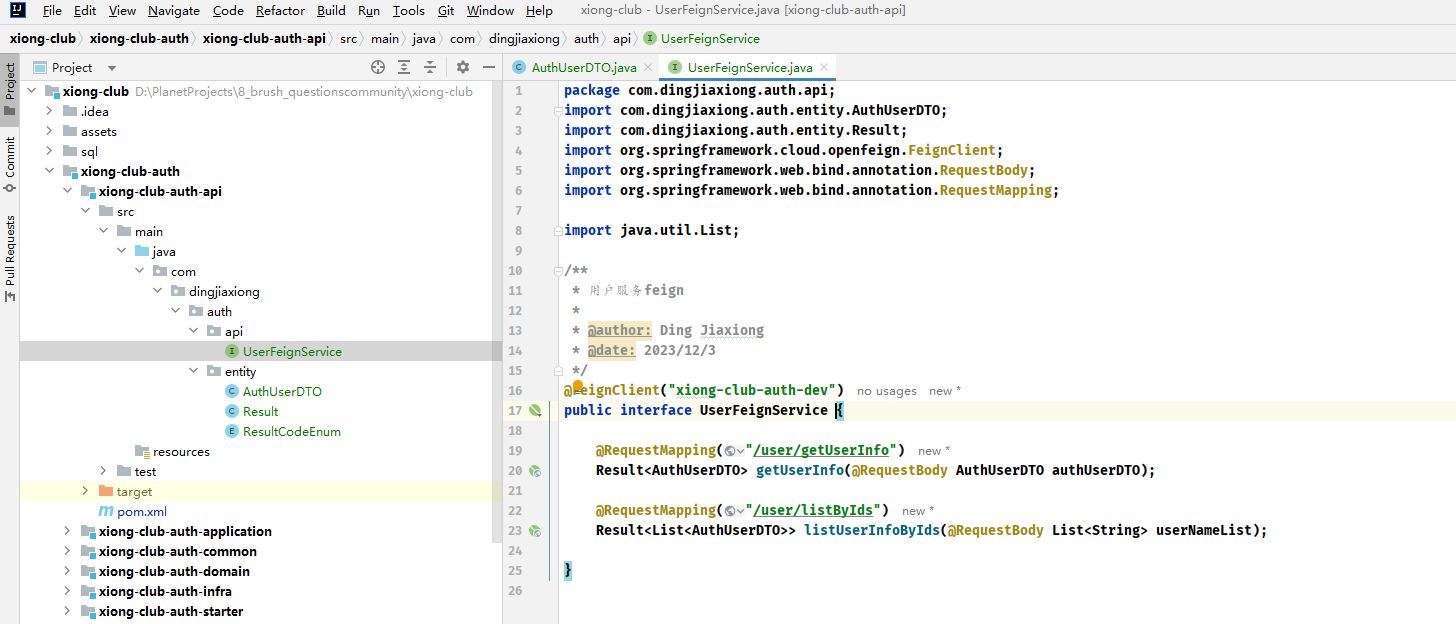 File Edit View Navigate Code Refactor Build Run Tools Git Window Help xiong-club - UserFeignService.java [xiong-club-auth-api]
xiong-club xiong-club-auth xiong-club-auth-api src main java com dingjiaxiong auth api UserFeignService
Project
Commit
Pull Requests
Project
xiong-club D:\PlanetProjects\8_brush_questionscommunity\xiong-club
.idea
assets
sql
xiong-club-auth
xiong-club-auth-api
src
main
java
com
dingjiaxiong
auth
api
UserFeignService
entity
AuthUserDTO
Result
ResultCodeEnum
resources
test
target
pom.xml
xiong-club-auth-application
xiong-club-auth-common
xiong-club-auth-domain
xiong-club-auth-infra
xiong-club-auth-starter
AuthUserDTO.java UserFeignService.java
1 package com.dingjiaxiong.auth.api;
2 import com.dingjiaxiong.auth.entity.AuthUserDTO;
3 import com.dingjiaxiong.auth.entity.Result;
4 import org.springframework.cloud.openfeign.FeignClient;
5 import org.springframework.web.bind.annotation.RequestBody;
6 import org.springframework.web.bind.annotation.RequestMapping;
7
8 import java.util.List;
9
10 /**
11 * 用户服务feign
12 *
13 * @author: Ding Jiaxiong
14 * @date: 2023/12/3
15 */
16 @FeignClient("xiong-club-auth-dev") no usages new *
17 public interface UserFeignService {
18
19 @RequestMapping("/user/getUserInfo") new *
20 Result<AuthUserDTO> getUserInfo(@RequestBody AuthUserDTO authUserDTO);
21
22 @RequestMapping("/user/listByIds") new *
23 Result<List<AuthUserDTO>> listUserInfoByIds(@RequestBody List<String> userNameList);
24
25 }
26